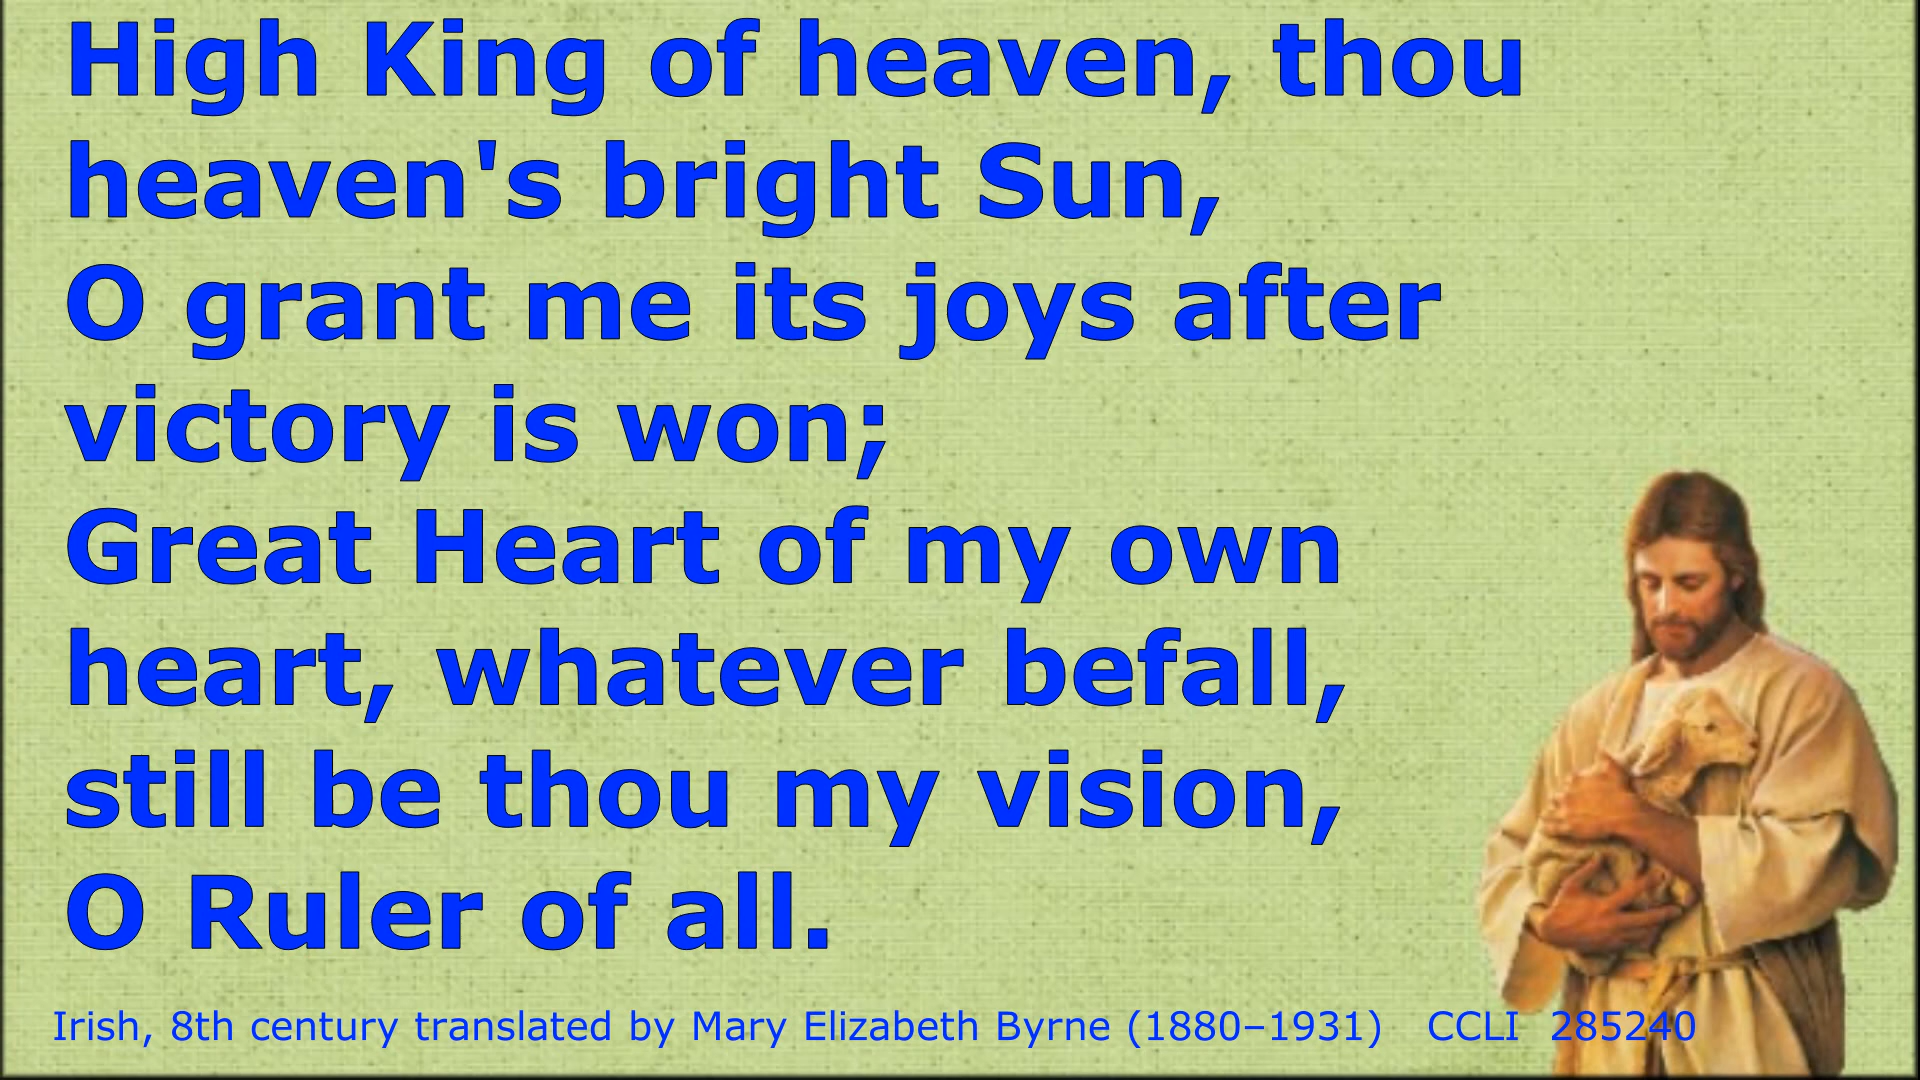 High King of heaven, thou
heaven's bright Sun,
O grant me its joys after
victory is won;
Great Heart of my own
heart, whatever befall,
still be thou my vision,
O Ruler of all.
Irish, 8th century translated by Mary Elizabeth Byrne (1880–1931)   CCLI  285240